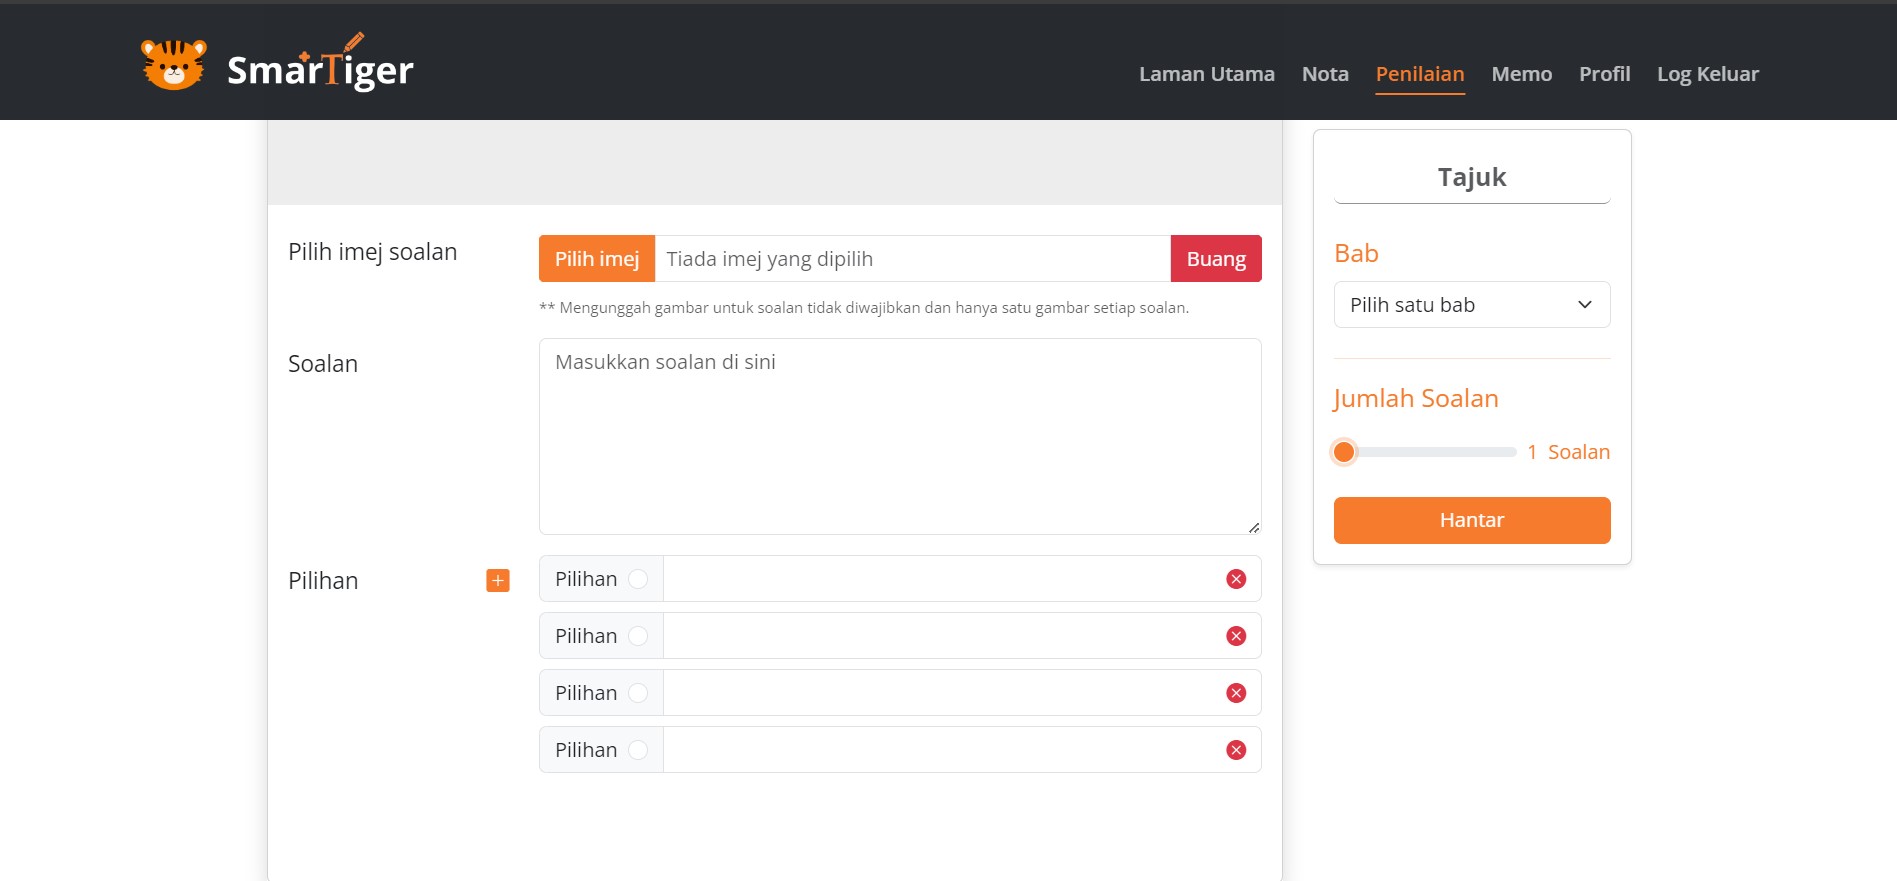 SmarTiger
Laman Utama Nota Penilaian Memo Profil Log Keluar
Pilih imej soalan
Pilih imej Tiada imej yang dipilih Buang
** Mengunggah gambar untuk soalan tidak diwajibkan dan hanya satu gambar setiap soalan.
Soalan
Masukkan soalan di sini
Pilihan
Pilihan
Pilihan
Pilihan
Pilihan
Tajuk
Bab
Pilih satu bab
Jumlah Soalan
1 Soalan
Hantar